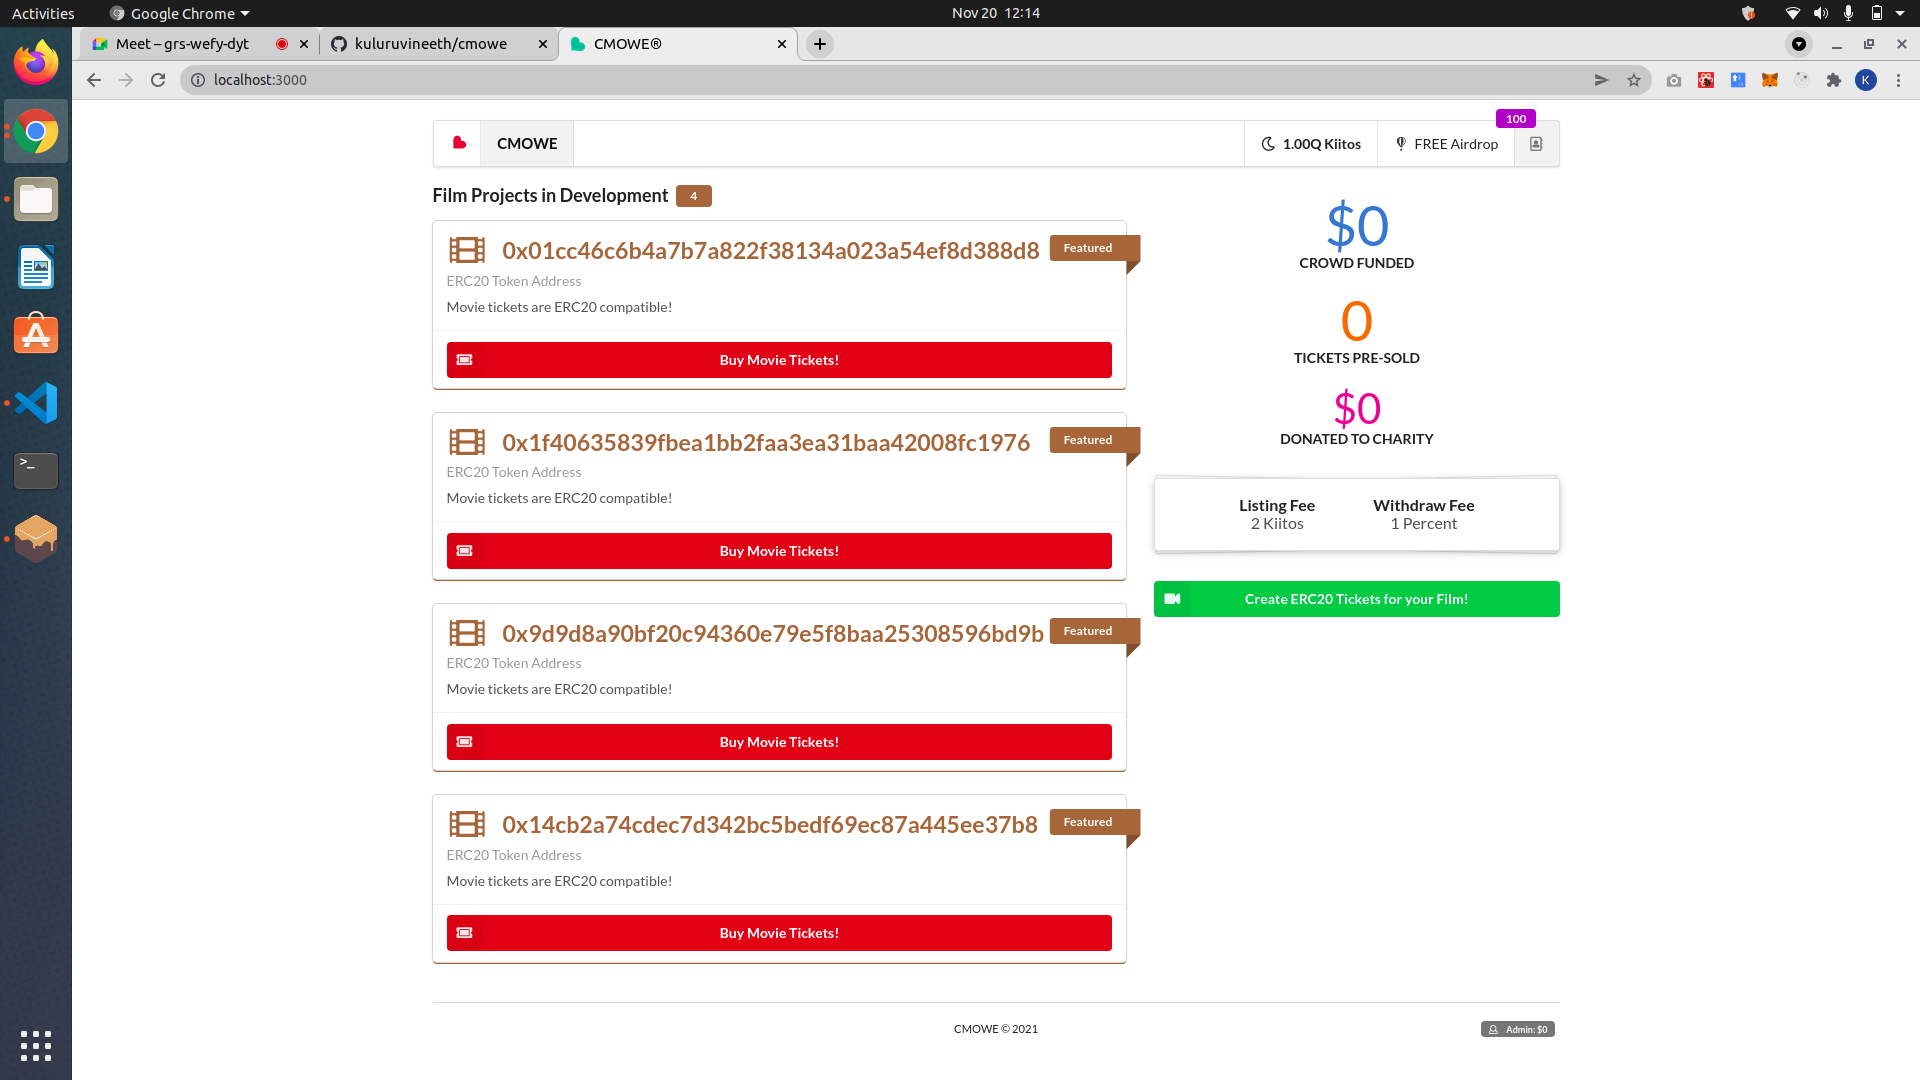 Activities
Google Chrome
Nov 20 12:14
Meet – grs-wefy-dyt
kuluruvineeth/cmowe
CMOWE®
localhost:3000
K
100
CMOWE
1.00Q Kiitos
FREE Airdrop
Film Projects in Development
4
0x01cc46c6b4a7b7a822f38134a023a54ef8d388d8
Featured
ERC20 Token Address
Movie tickets are ERC20 compatible!
Buy Movie Tickets!
0x1f40635839fbea1bb2faa3ea31baa42008fc1976
Featured
ERC20 Token Address
Movie tickets are ERC20 compatible!
Buy Movie Tickets!
0x9d9d8a90bf20c94360e79e5f8baa25308596bd9b
Featured
ERC20 Token Address
Movie tickets are ERC20 compatible!
Buy Movie Tickets!
0x14cb2a74cdec7d342bc5bedf69ec87a445ee37b8
Featured
ERC20 Token Address
Movie tickets are ERC20 compatible!
Buy Movie Tickets!
$0
CROWD FUNDED
0
TICKETS PRE-SOLD
$0
DONATED TO CHARITY
Listing Fee
2 Kiitos
Withdraw Fee
1 Percent
Create ERC20 Tickets for your Film!
CMOWE © 2021
Admin: $0